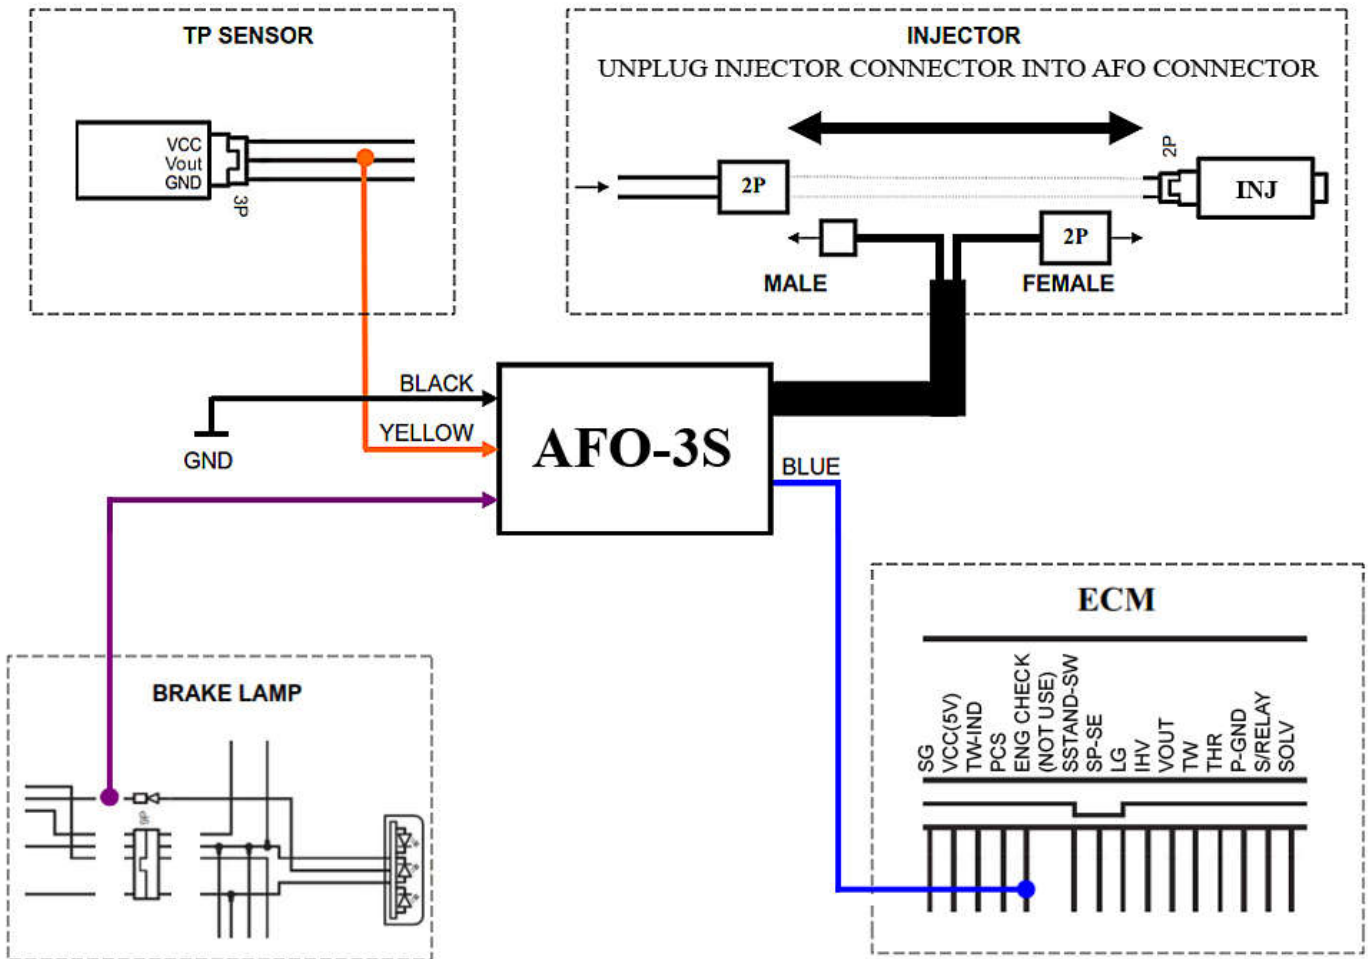 TP SENSOR
VCC
Vout
GND
3P
INJECTOR
UNPLUG INJECTOR CONNECTOR INTO AFO CONNECTOR
2P
2P
INJ
2P
MALE
FEMALE
BLACK
YELLOW
GND
AFO-3S
BLUE
BRAKE LAMP
ECM
SG
VCC(5V)
TW-IND
PCS
ENG CHECK
(NOT USE)
SSTAND-SW
SP-SE
LG
IHV
VOUT
TW
THR
P-GND
S/RELAY
SOLV